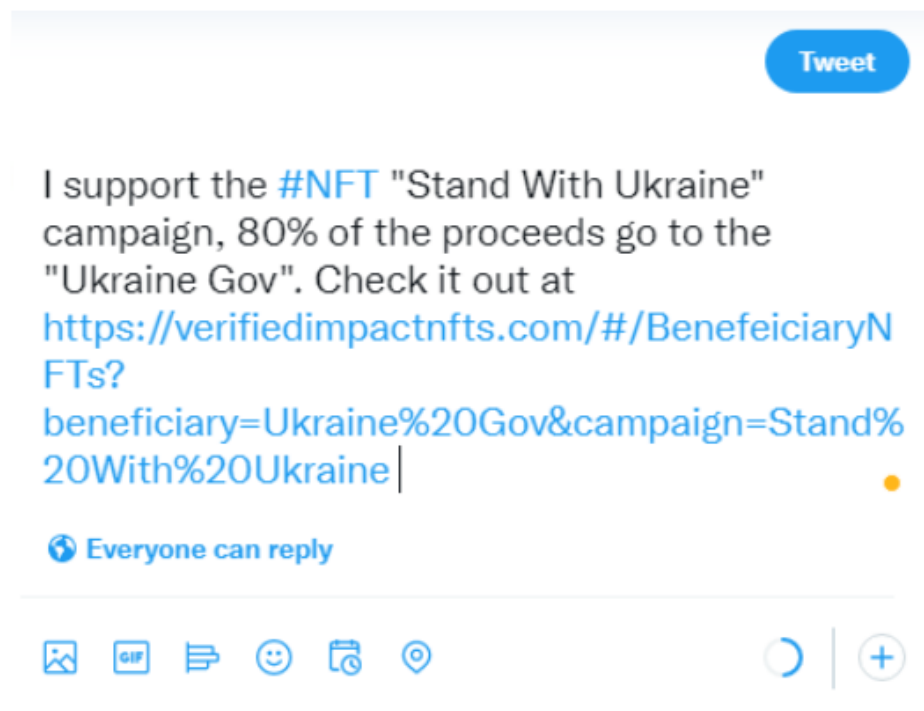 Tweet
I support the #NFT "Stand With Ukraine"
campaign, 80% of the proceeds go to the
"Ukraine Gov". Check it out at
https://verifiedimpactnfts.com/#/BenefeiciaryN
FTs?
beneficiary=Ukraine%20Gov&campaign=Stand%
20With%20Ukraine
Everyone can reply
GIF